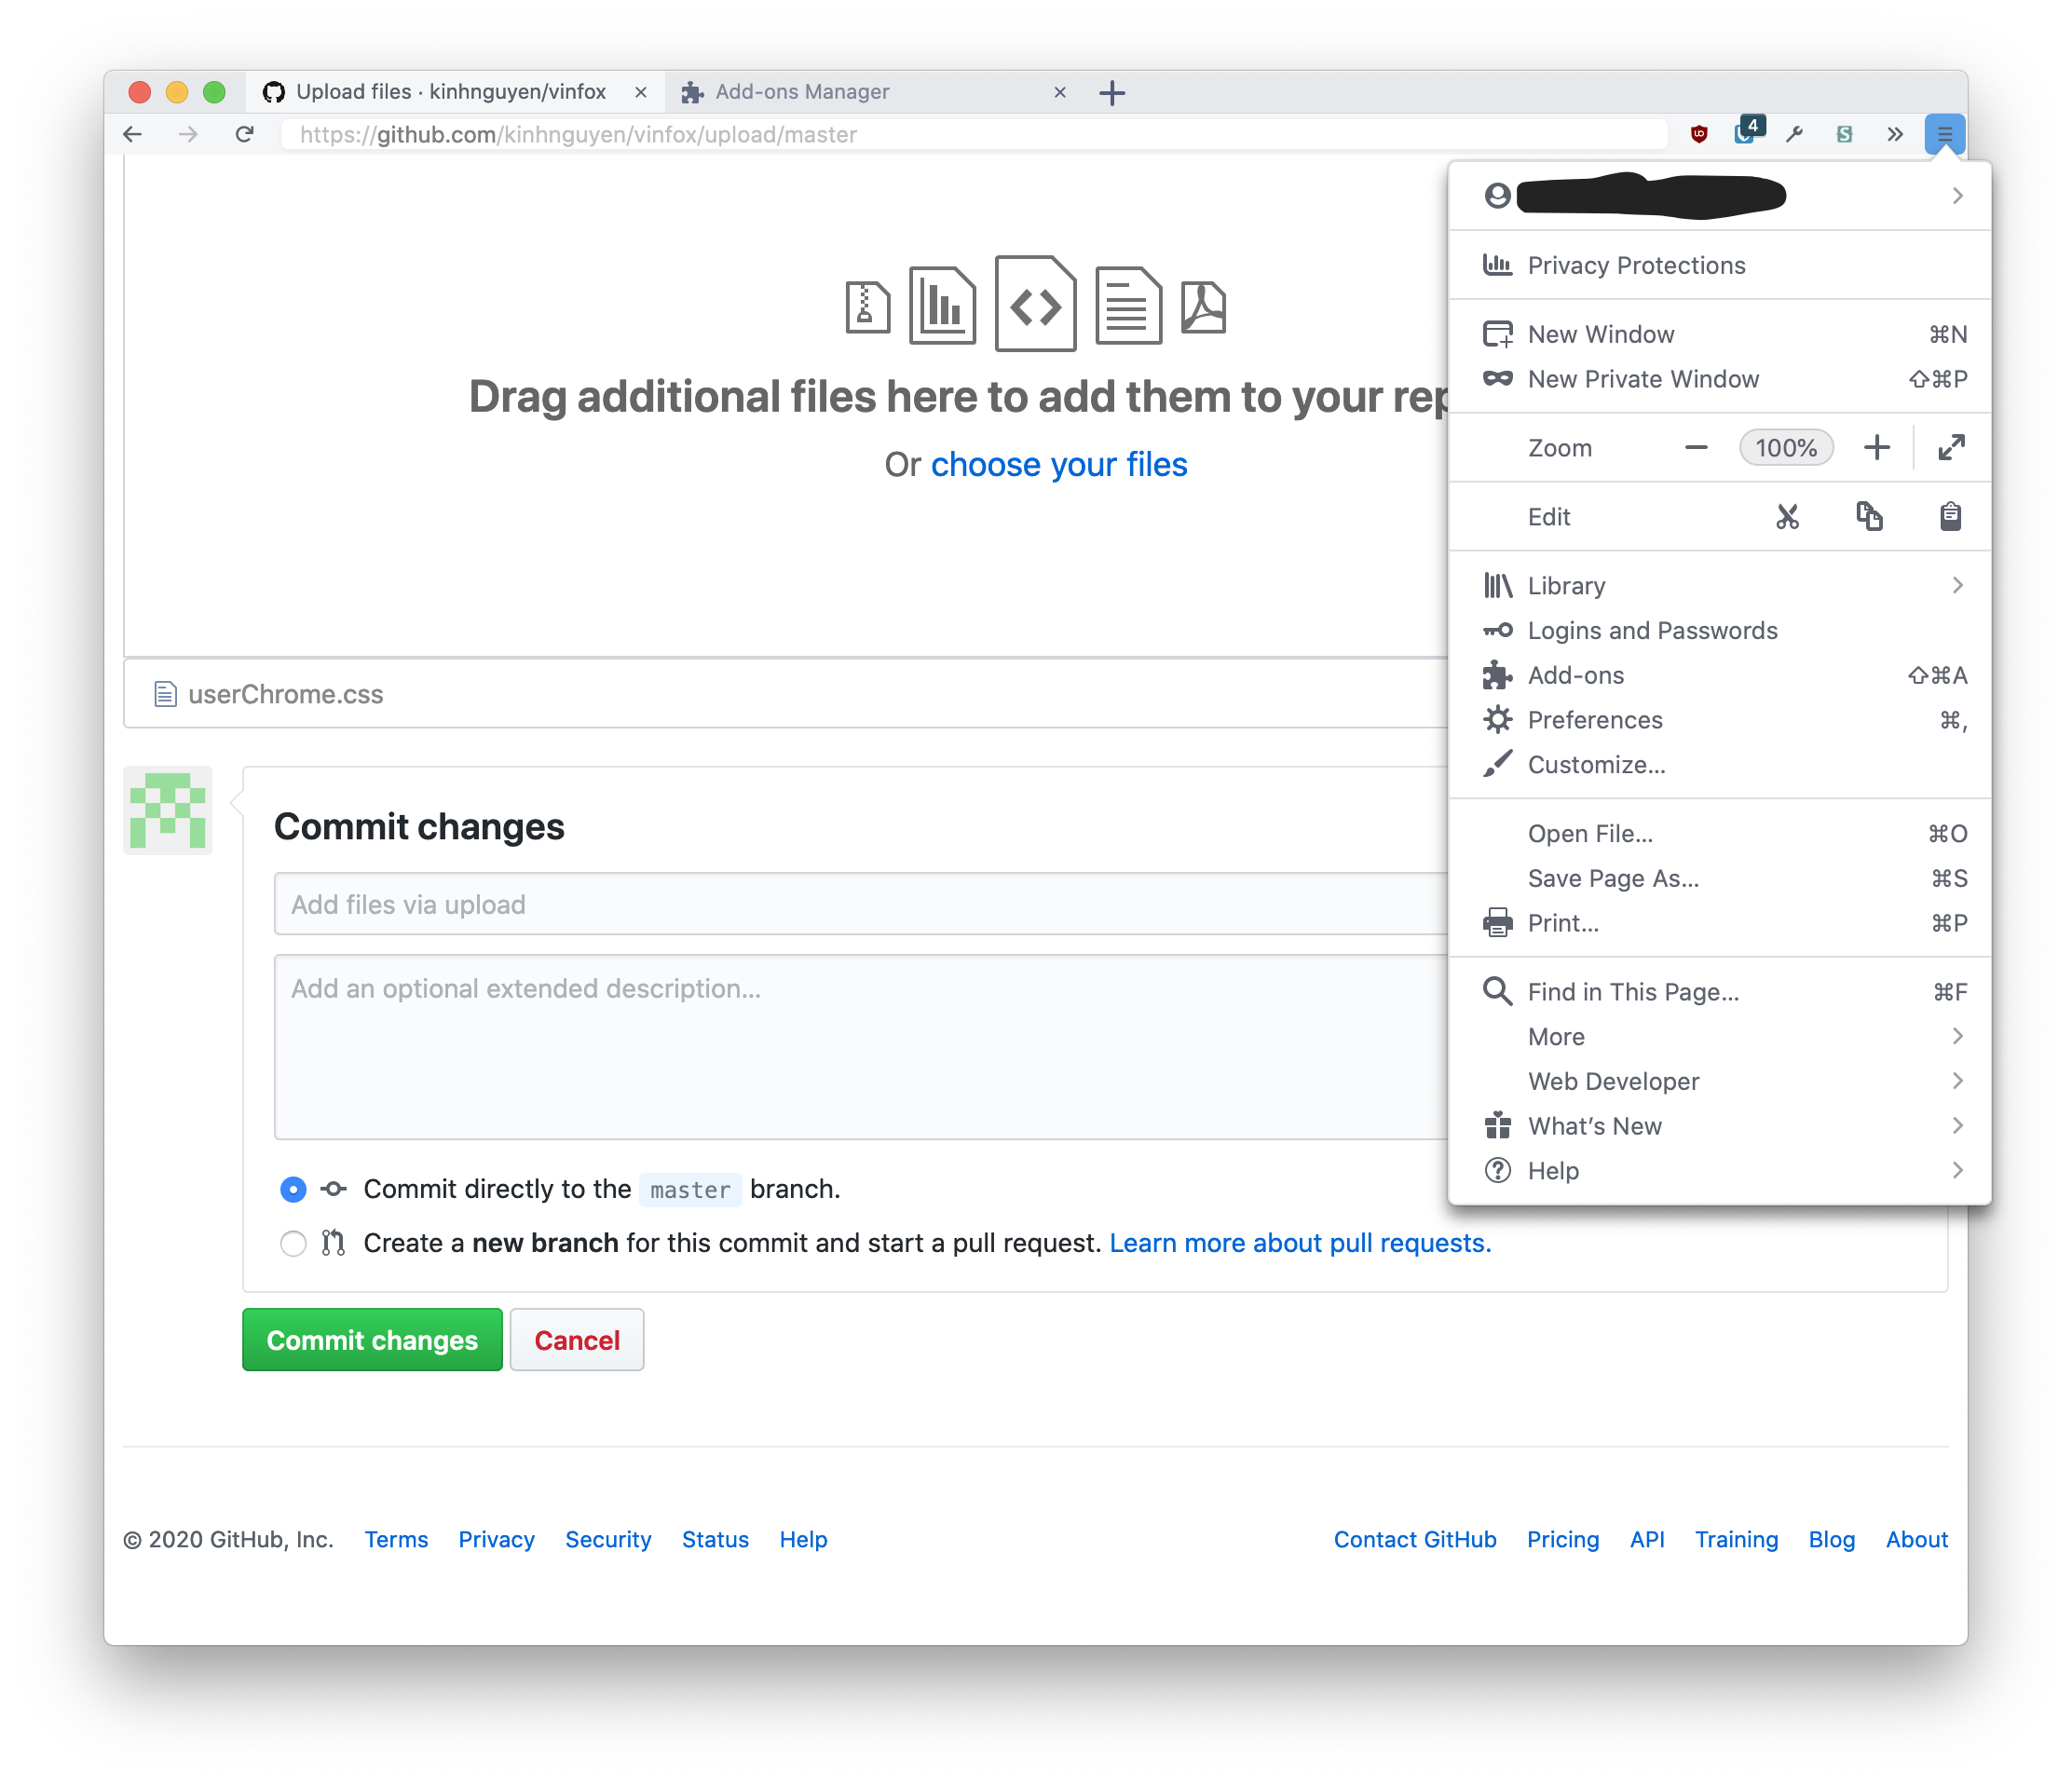 Upload files · kinhnguyen/vinfox
Add-ons Manager
https://github.com/kinhnguyen/vinfox/upload/master
4
Drag additional files here to add them to your rep
Or choose your files
userChrome.css
Commit changes
Add files via upload
Add an optional extended description...
Commit directly to the master branch.
Create a new branch for this commit and start a pull request. Learn more about pull requests.
Commit changes
Cancel
© 2020 GitHub, Inc. Terms Privacy Security Status Help
Contact GitHub Pricing API Training Blog About
Privacy Protections
New Window ⌘N
New Private Window ⇧⌘P
Zoom — 100% +
Edit
Library
Logins and Passwords
Add-ons ⇧⌘A
Preferences ⌘,
Customize...
Open File... ⌘O
Save Page As... ⌘S
Print... ⌘P
Find in This Page... ⌘F
More
Web Developer
What's New
Help